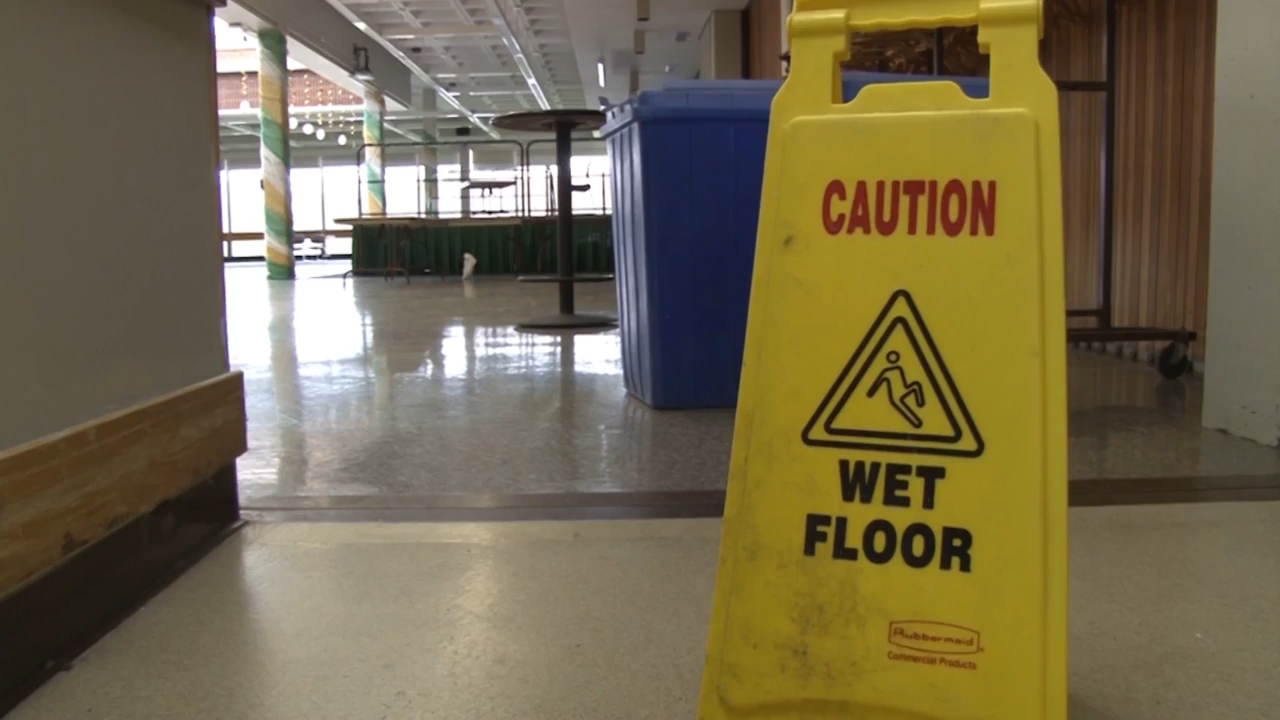 CAUTION
WET
FLOOR
Rubbermaid
Commercial Products